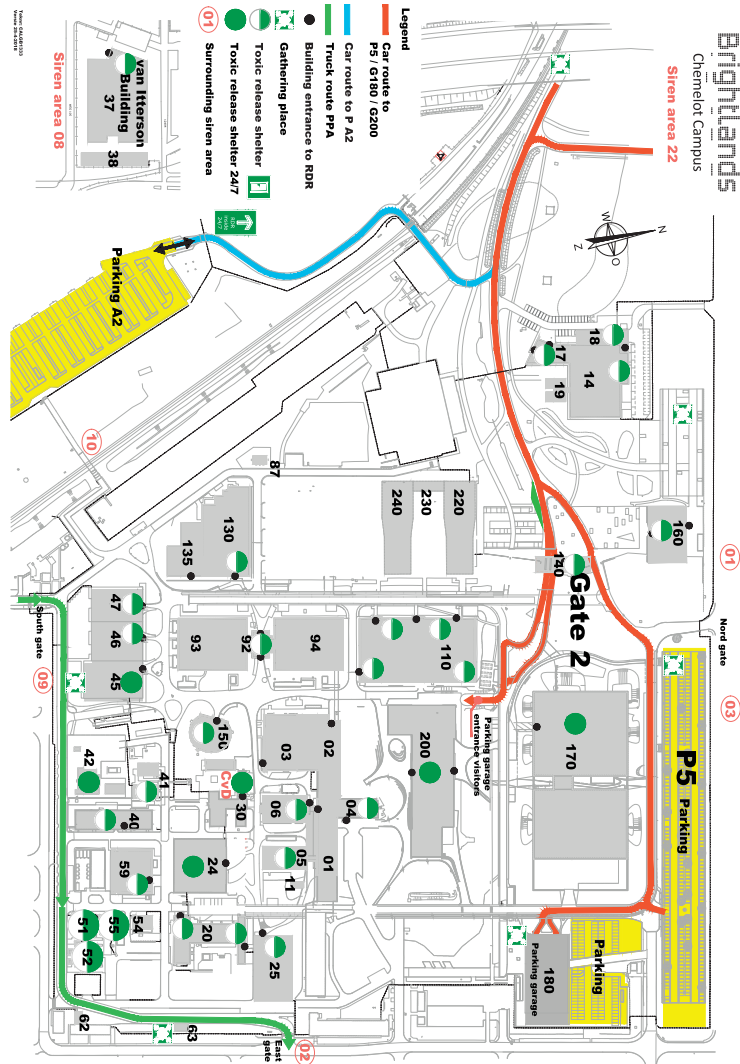 Brightlands
Chemelot Campus
Siren area 22
Legend
Car route to
P5 / G180 / G200
Car route to P A2
Truck route PPA
Building entrance to RDR
Gathering place
Toxic release shelter
Toxic release shelter 24/7
01
Surrounding siren area
van Itterson
Building
37
38
Siren area 08
RDR
inside
24/7
N
W
O
Z
Parking A2
10
18
17
14
19
87
240
230
220
160
01
130
135
140
Gate 2
Nord gate
03
47
46
45
South gate
09
93
92
94
110
Parking garage
entrance visitors
170
P5 Parking
150
03
02
200
42
41
40
CvD
30
06
04
05
01
11
59
24
51
55
54
52
20
25
180
Parking garage
Parking
62
63
East
gate
02